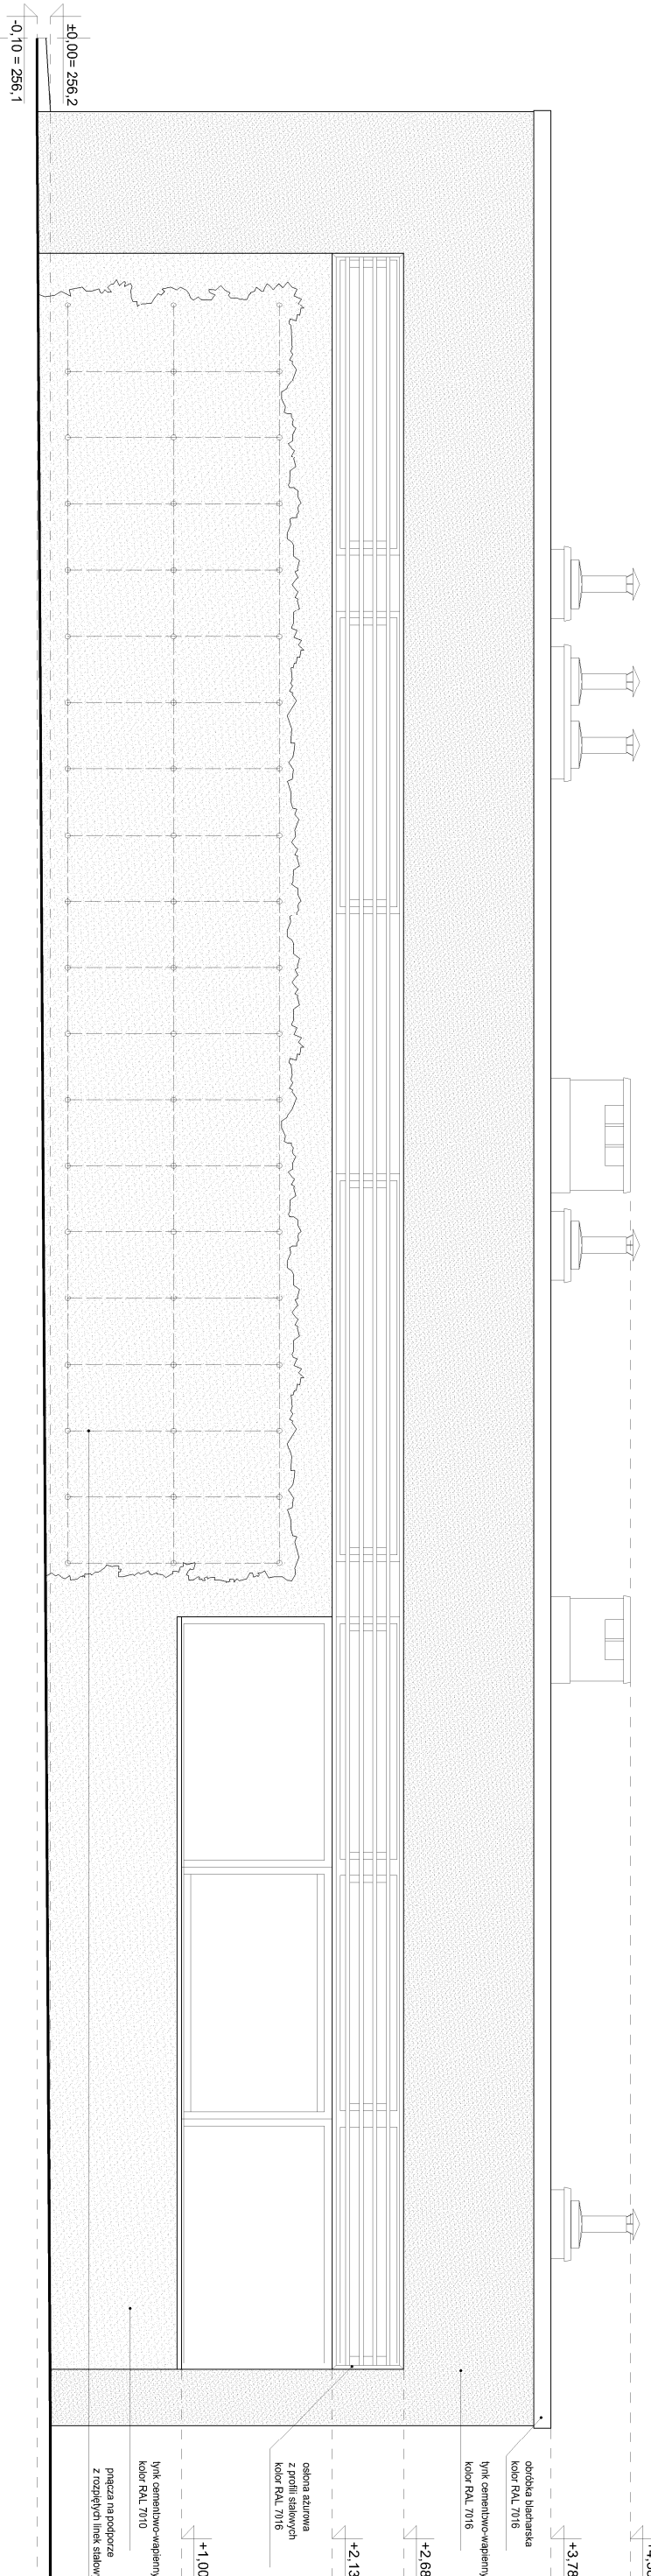 ±0,00= 256,2
-0,10 = 256,1
+3,78
+2,68
+2,13
+1,00
obróbka blacharska
kolor RAL 7016
tynk cementowo-wapienny
kolor RAL 7016
osłona ażurowa
z profili stalowych
kolor RAL 7016
tynk cementowo-wapienny
kolor RAL 7010
pnącza na podporze
z rozpiętych linek stalow